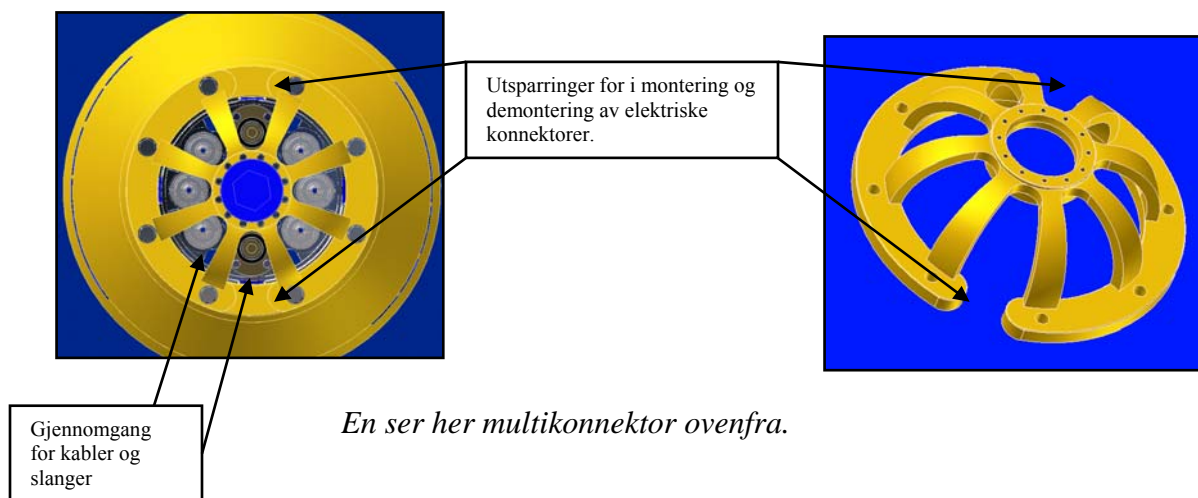 Utsparringer for i montering og
demontering av elektriske
konnektorer.
Gjennomgang
for kabler og
slanger
En ser her multikonnektor ovenfra.